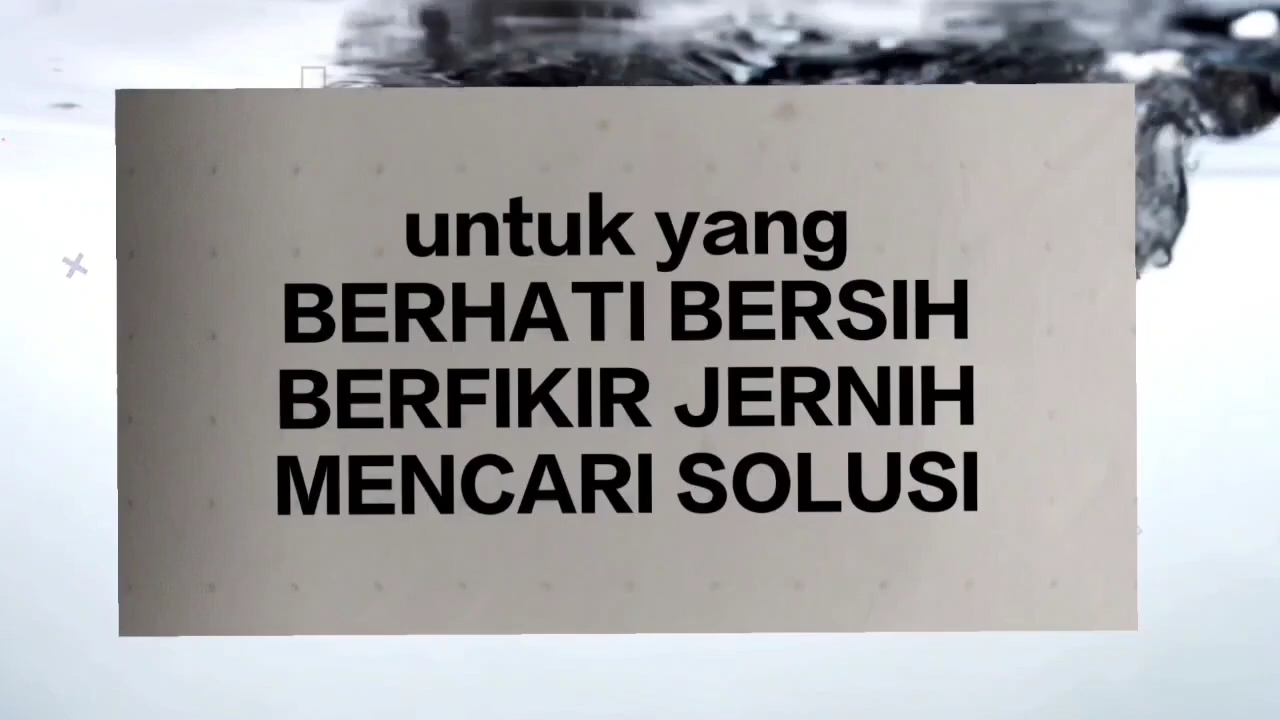 untuk yang
BERHATI BERSIH
BERFIKIR JERNIH
MENCARI SOLUSI